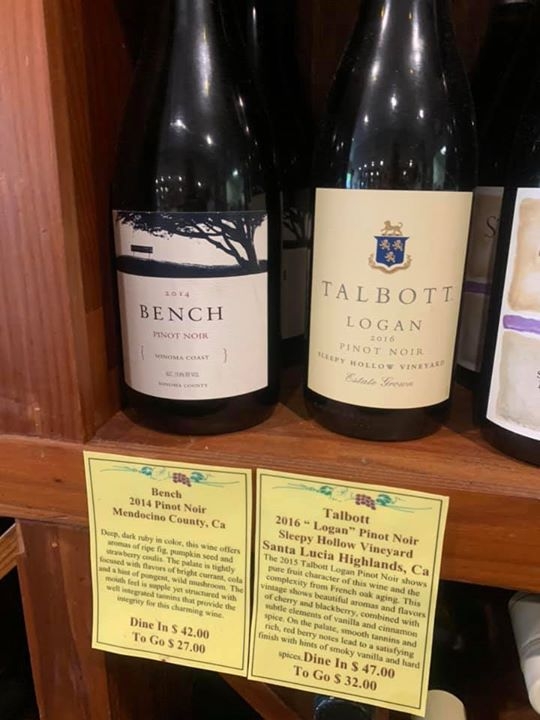 2014
BENCH
PINOT NOIR
{ SONOMA COAST }
SONOMA COUNTY
TALBOTT
LOGAN
2016
PINOT NOIR
SLEEPY HOLLOW VINEYARD
Estate Grown
S
Bench
2014 Pinot Noir
Mendocino County, Ca
Deep, dark ruby in color, this wine offers
aromas of ripe fig, pumpkin seed and
strawberry coulis. The palate is tightly
focused with flavors of bright currant, cola
and a hint of pungent, wild mushroom. The
mouth feel is supple yet structured with
well integrated tannins that provide the
integrity for this charming wine.
Dine In $ 42.00
To Go $ 27.00
Talbott
2016 " Logan" Pinot Noir
Sleepy Hollow Vineyard
Santa Lucia Highlands, Ca
The 2015 Talbott Logan Pinot Noir shows
pure fruit character of this wine and the
complexity from French oak aging. This
vintage shows beautiful aromas and flavors
of cherry and blackberry, combined with
subtle elements of vanilla and cinnamon
spice. On the palate, smooth tannins and
rich, red berry notes lead to a satisfying
finish with hints of smoky vanilla and hard
spices. Dine In $ 47.00
To Go $ 32.00